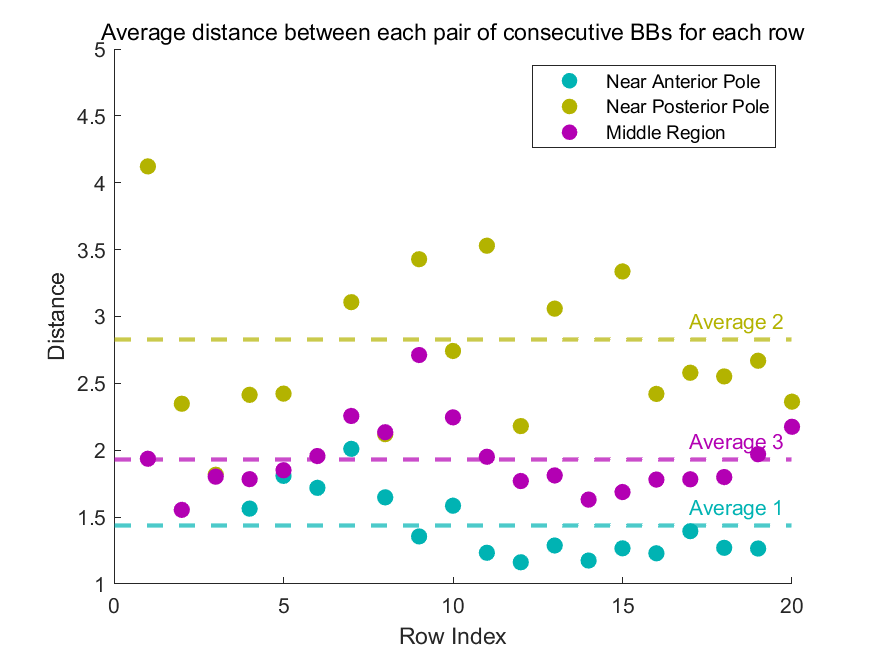 Average distance between each pair of consecutive BBs for each row
Near Anterior Pole
Near Posterior Pole
Middle Region
5
4.5
4
3.5
3
2.5
2
1.5
1
Distance
Average 2
Average 3
Average 1
0
5
10
15
20
Row Index